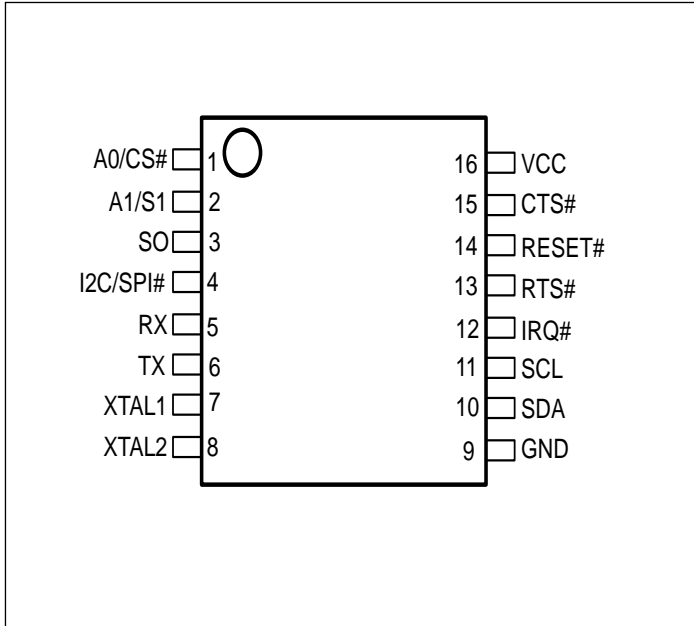 A0/CS# 1 16 VCC
A1/S1 2 15 CTS#
SO 3 14 RESET#
I2C/SPI# 4 13 RTS#
RX 5 12 IRQ#
TX 6 11 SCL
XTAL1 7 10 SDA
XTAL2 8 9 GND